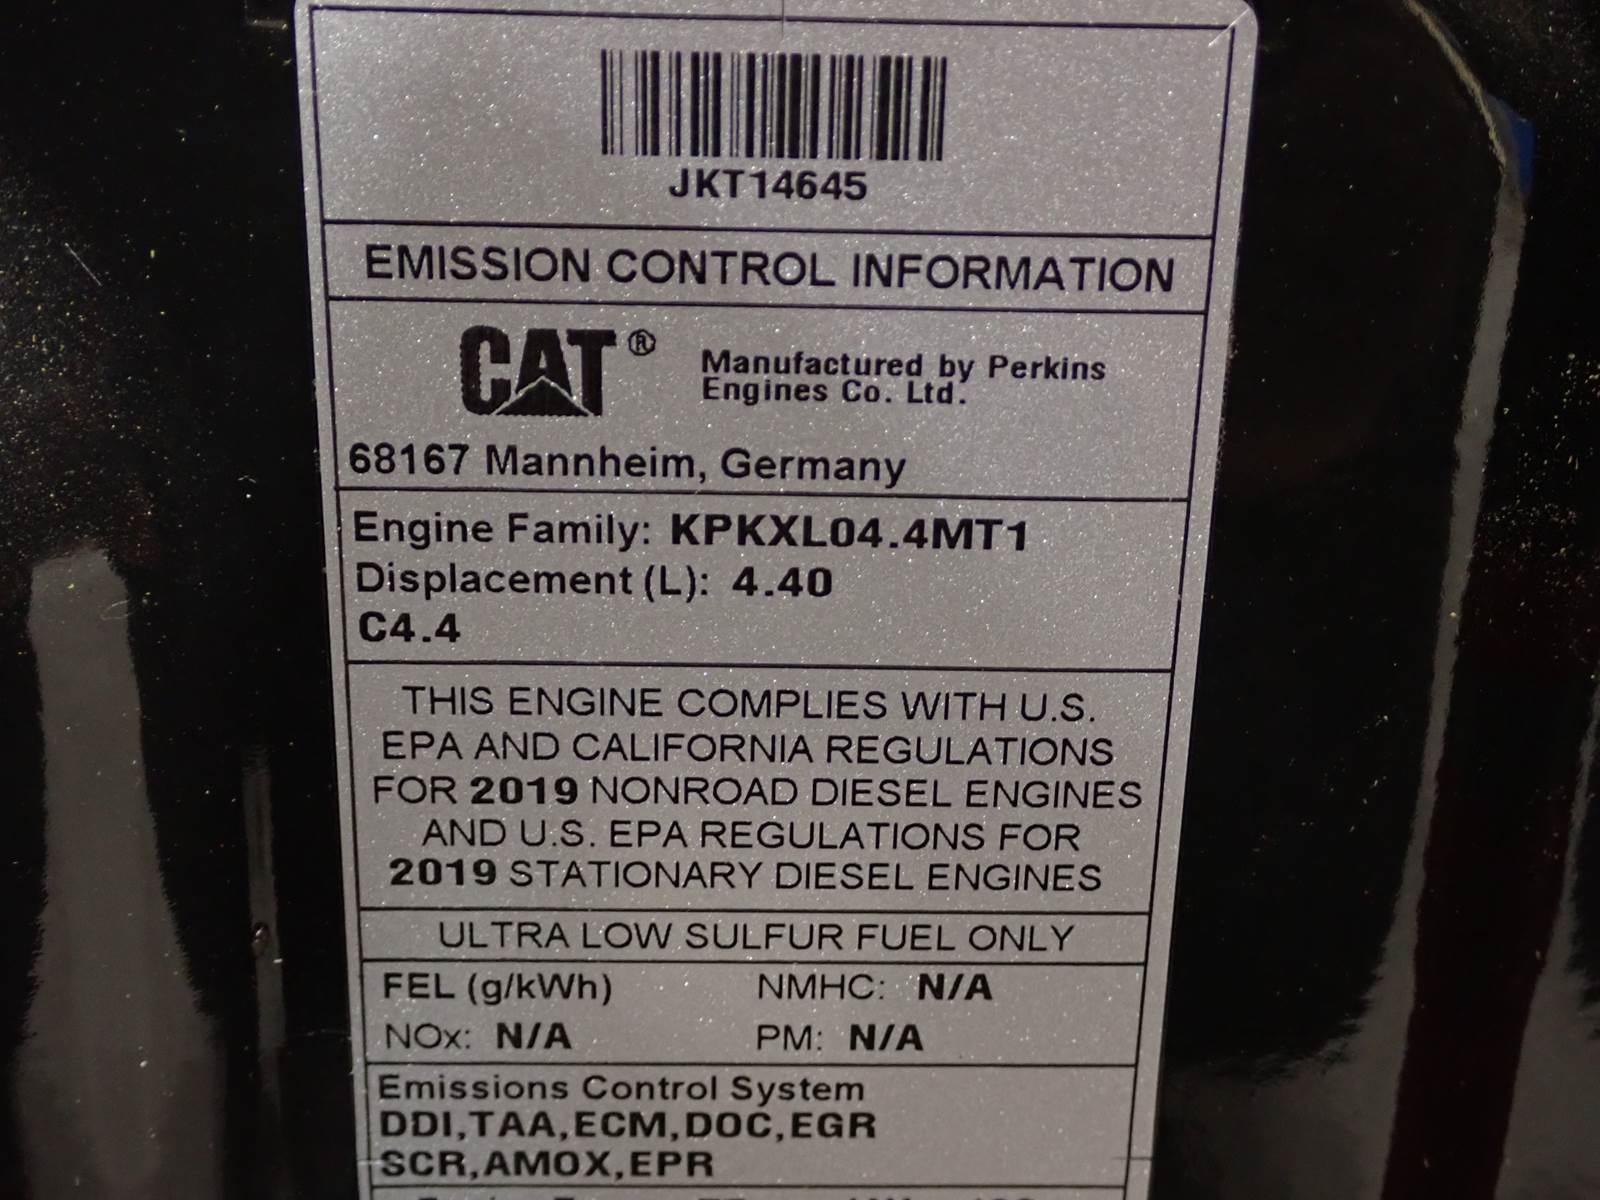 JKT14645
EMISSION CONTROL INFORMATION
CAT®
Manufactured by Perkins
Engines Co. Ltd.
68167 Mannheim, Germany
Engine Family: KPKXL04.4MT1
Displacement (L): 4.40
C4.4
THIS ENGINE COMPLIES WITH U.S.
EPA AND CALIFORNIA REGULATIONS
FOR 2019 NONROAD DIESEL ENGINES
AND U.S. EPA REGULATIONS FOR
2019 STATIONARY DIESEL ENGINES
ULTRA LOW SULFUR FUEL ONLY
FEL (g/kWh) NMHC: N/A
NOx: N/A PM: N/A
Emissions Control System
DDI,TAA,ECM,DOC,EGR
SCR,AMOX,EPR